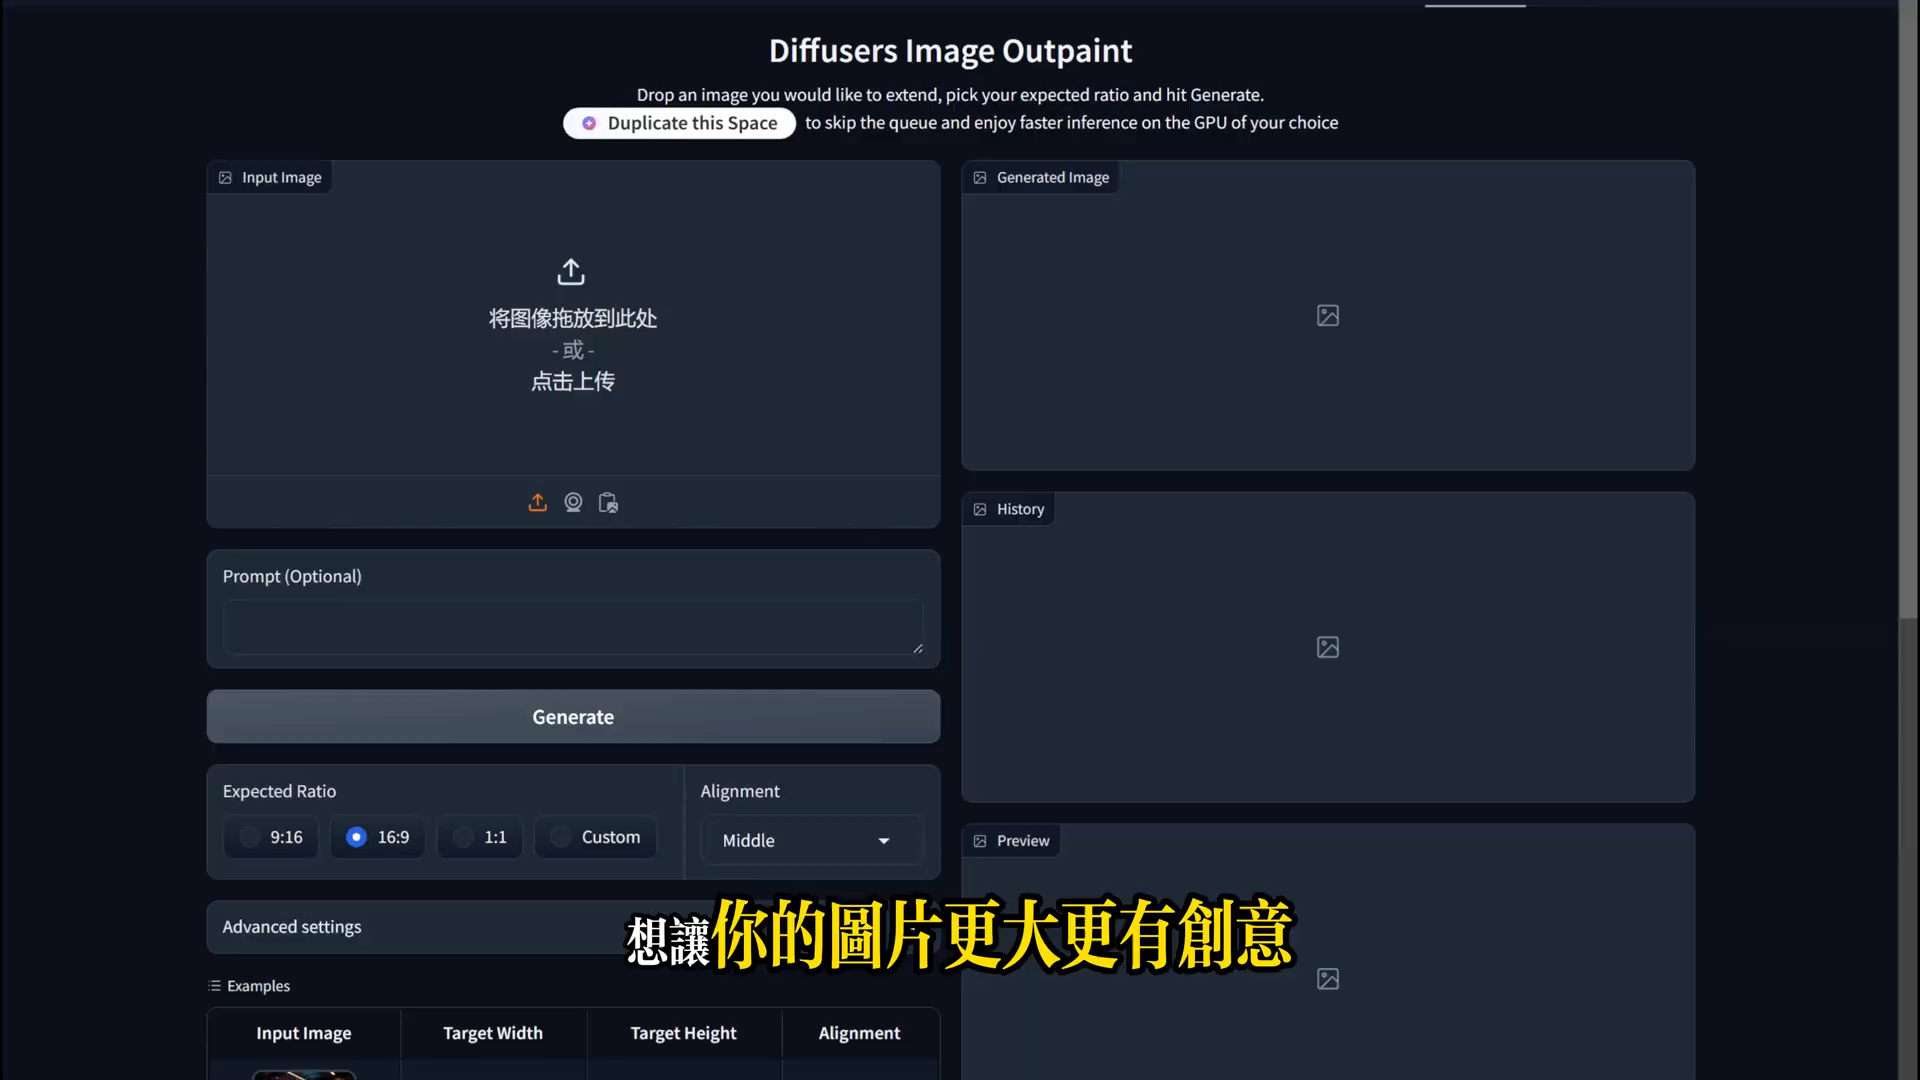 Diffusers Image Outpaint
Drop an image you would like to extend, pick your expected ratio and hit Generate.
Duplicate this Space to skip the queue and enjoy faster inference on the GPU of your choice
Input Image
将图像拖放到此处
- 或 -
点击上传
Prompt (Optional)
Generate
Expected Ratio
9:16 16:9 1:1 Custom
Alignment
Middle
Advanced settings
Examples
Input Image Target Width Target Height Alignment
Generated Image
History
Preview
想讓你的圖片更大更有創意